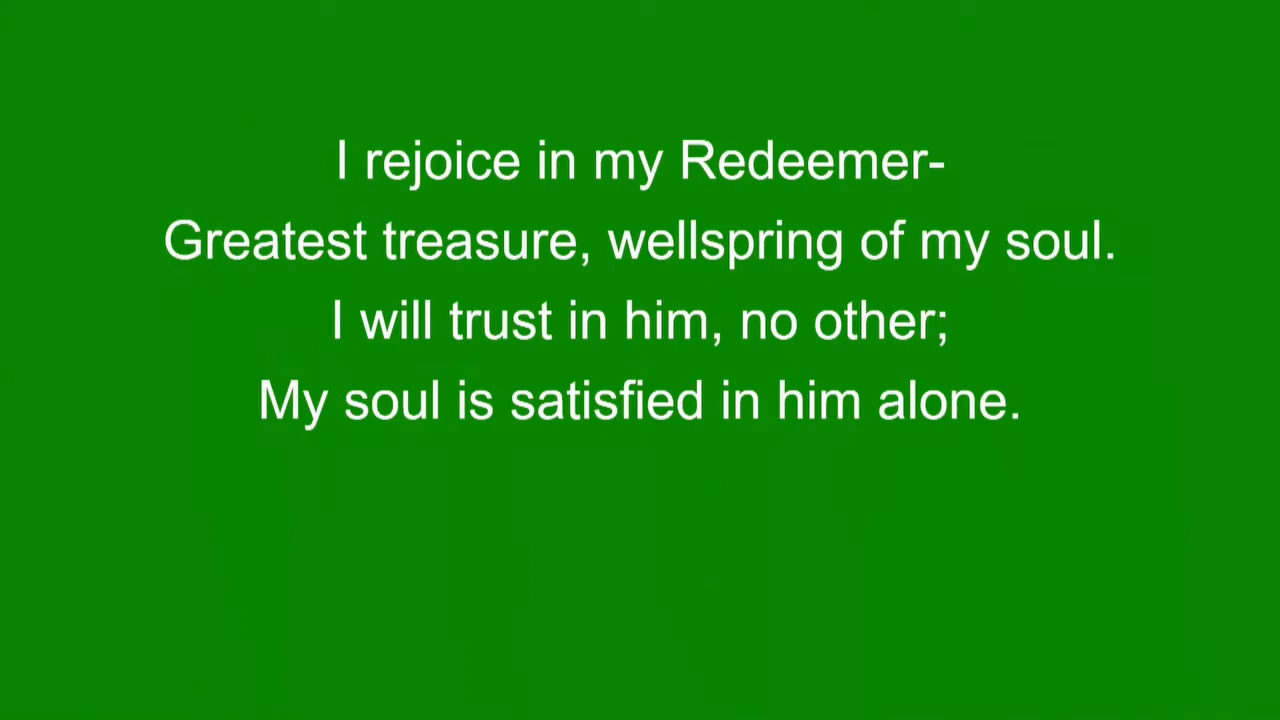 I rejoice in my Redeemer-
Greatest treasure, wellspring of my soul.
I will trust in him, no other;
My soul is satisfied in him alone.